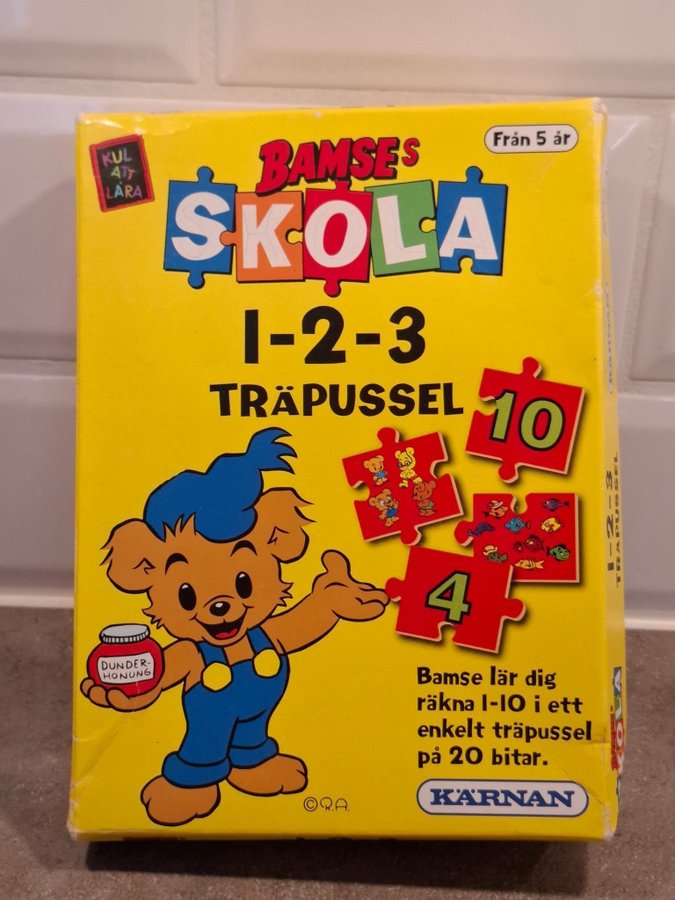 KUL
ATT
LÄRA
Från 5 år
BAMSEs
SKOLA
1-2-3
TRÄPUSSEL
10
4
DUNDER-
HONUNG
Bamse lär dig
räkna 1-10 i ett
enkelt träpussel
på 20 bitar.
KÄRNAN
© R.A.
KÄRNAN
1-2-3
TRÄPUSSEL